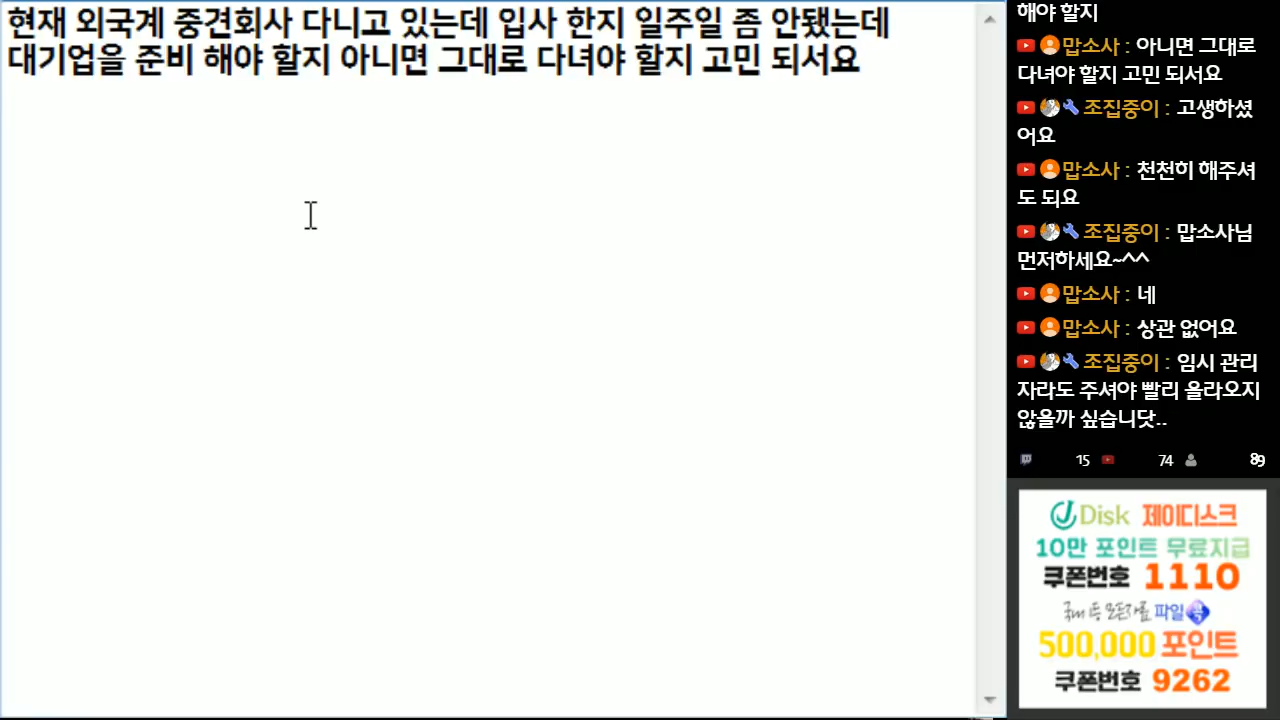 현재 외국계 중견회사 다니고 있는데 입사 한지 일주일 좀 안됐는데
대기업을 준비 해야 할지 아니면 그대로 다녀야 할지 고민 되서요
해야 할지
맙소사 : 아니면 그대로
다녀야 할지 고민 되서요
조집중이 : 고생하셨
어요
맙소사 : 천천히 해주셔
도 되요
조집중이 : 맙소사님
먼저하세요~^^
맙소사 : 네
맙소사 : 상관 없어요
조집중이 : 임시 관리
자라도 주셔야 빨리 올라오지
않을까 싶습니닷..
15 74 89
Disk 제이디스크
10만 포인트 무료지급
쿠폰번호 1110
파일콕
500,000 포인트
쿠폰번호 9262